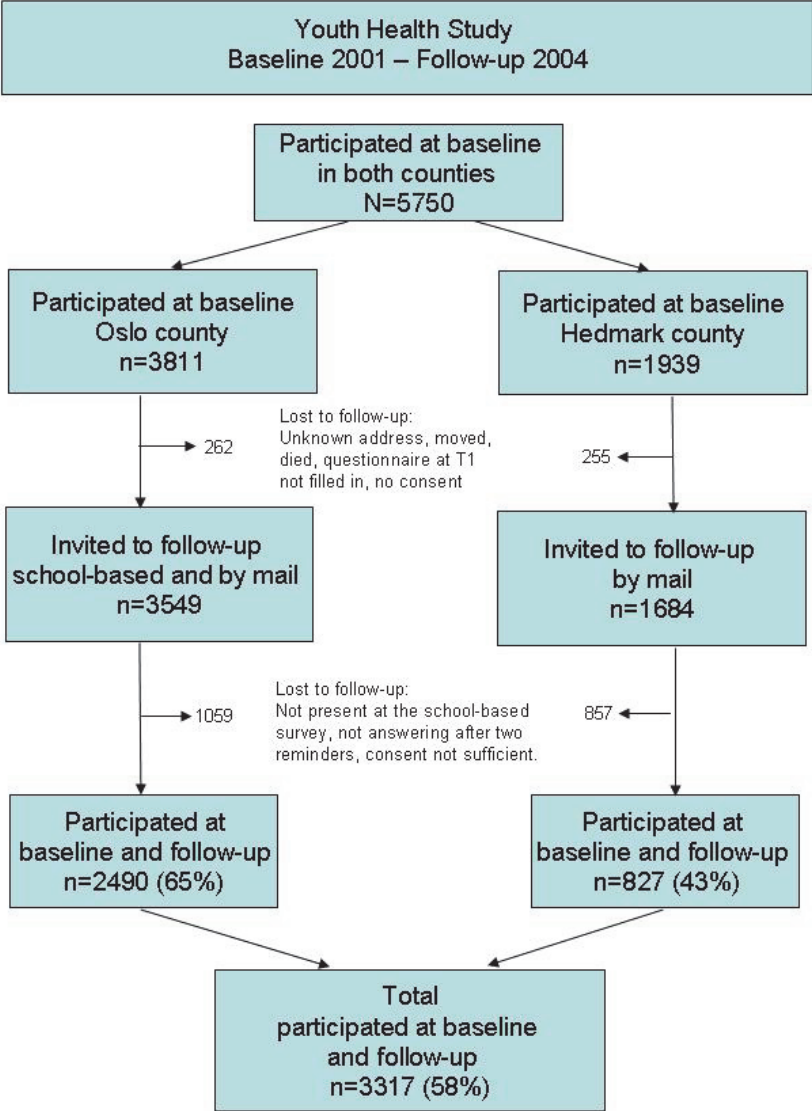 Youth Health Study
Baseline 2001 – Follow-up 2004
Participated at baseline
in both counties
N=5750
Participated at baseline
Oslo county
n=3811
Participated at baseline
Hedmark county
n=1939
262
Lost to follow-up:
Unknown address, moved,
died, questionnaire at T1
not filled in, no consent
255
Invited to follow-up
school-based and by mail
n=3549
Invited to follow-up
by mail
n=1684
1059
Lost to follow-up:
Not present at the school-based
survey, not answering after two
reminders, consent not sufficient.
857
Participated at
baseline and follow-up
n=2490 (65%)
Participated at
baseline and follow-up
n=827 (43%)
Total
participated at baseline
and follow-up
n=3317 (58%)